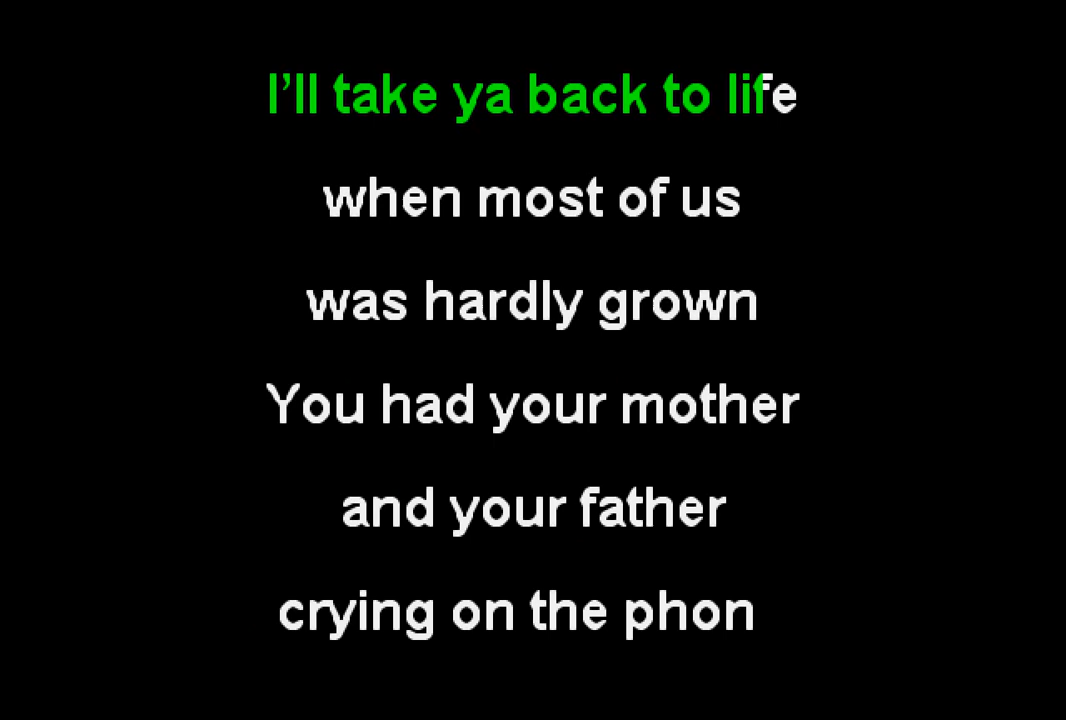 I’ll take ya back to life
when most of us
was hardly grown
You had your mother
and your father
crying on the phon